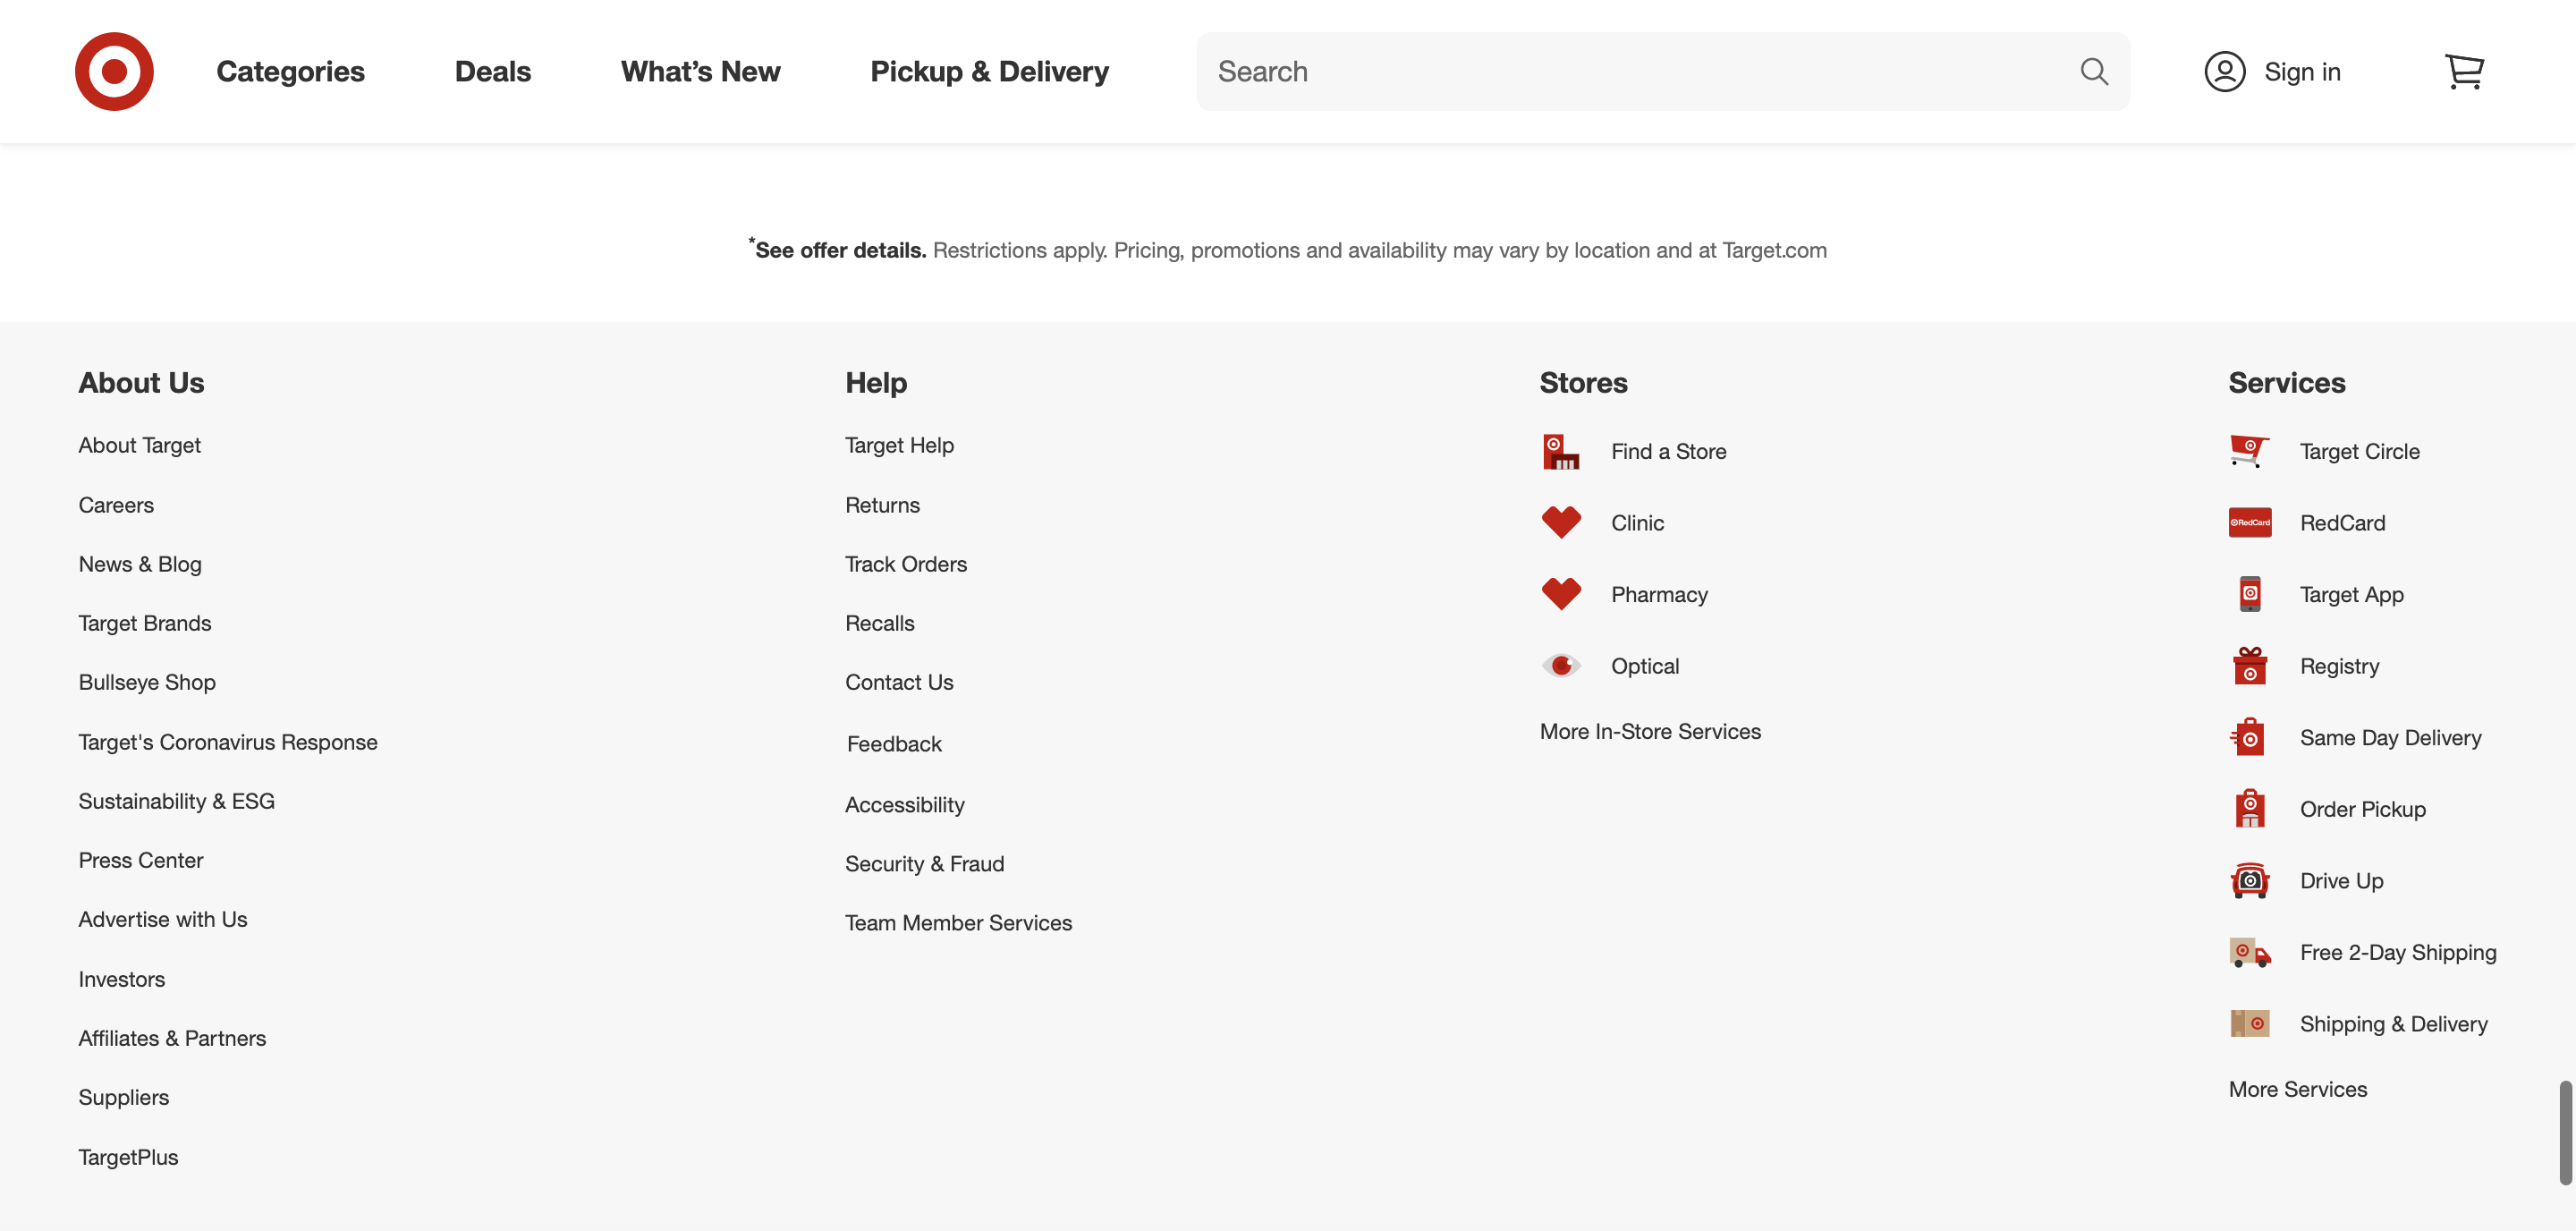 Categories
Deals
What’s New
Pickup & Delivery
Search
Sign in
*See offer details. Restrictions apply. Pricing, promotions and availability may vary by location and at Target.com
About Us
About Target
Careers
News & Blog
Target Brands
Bullseye Shop
Target's Coronavirus Response
Sustainability & ESG
Press Center
Advertise with Us
Investors
Affiliates & Partners
Suppliers
TargetPlus
Help
Target Help
Returns
Track Orders
Recalls
Contact Us
Feedback
Accessibility
Security & Fraud
Team Member Services
Stores
Find a Store
Clinic
Pharmacy
Optical
More In-Store Services
Services
Target Circle
RedCard
RedCard
Target App
Registry
Same Day Delivery
Order Pickup
Drive Up
Free 2-Day Shipping
Shipping & Delivery
More Services